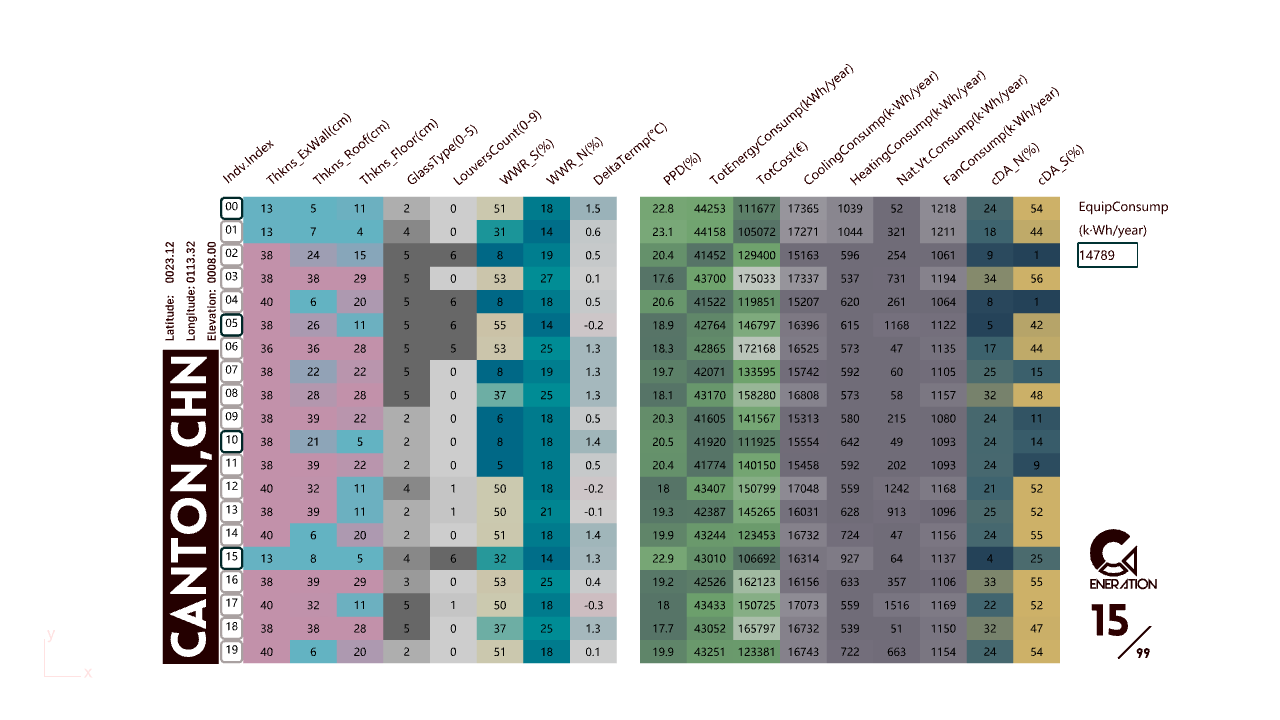 Indv.Index Thkns_ExWall(cm) Thkns_Roof(cm) Thkns_Floor(cm) GlassType(0-5) LouversCount(0-9) WWR_S(%) WWR_N(%) DeltaTermp(°C) PPD(%) TotEnergyConsump(kWh/year) TotCost(€) CoolingConsump(k·Wh/year) HeatingConsump(k·Wh/year) Nat.Vt.Consump(k·Wh/year) FanConsump(k·Wh/year) cDA_N(%) cDA_S(%)
00 13 5 11 2 0 51 18 1.5 22.8 44253 111677 17365 1039 52 1218 24 54
01 13 7 4 4 0 31 14 0.6 23.1 44158 105072 17271 1044 321 1211 18 44
02 38 24 15 5 6 8 9 0.5 20.4 41452 129400 15163 596 254 1061 9 1
03 38 38 29 5 0 53 27 0.1 17.6 43700 175033 17337 537 731 1194 34 56
04 40 6 20 5 6 8 18 0.5 20.6 41522 119851 15207 620 261 1064 8 1
05 38 26 11 5 6 55 14 -0.2 18.9 42764 146797 16396 615 1168 1122 5 42
06 36 36 28 5 5 53 25 1.3 18.3 42865 172168 16525 573 47 1135 17 44
07 38 22 22 5 0 8 19 1.3 19.7 42071 133595 15742 592 60 1105 25 15
08 38 28 28 5 0 37 25 1.3 18.1 43170 158280 16808 573 58 1157 32 48
09 38 39 22 2 0 6 18 0.5 20.3 41605 141567 15313 580 215 1080 24 11
10 38 21 5 2 0 8 18 1.4 20.5 41920 111925 15554 642 49 1093 24 14
11 38 39 22 2 0 5 18 0.5 20.4 41774 140150 15458 592 202 1093 24 9
12 40 32 11 4 1 50 18 -0.2 18 43407 150799 17048 559 1242 1168 21 52
13 38 39 11 2 1 50 21 -0.1 19.3 42387 145265 16031 628 913 1096 25 52
14 40 6 20 2 0 51 18 1.4 19.9 43244 123453 16732 724 47 1156 24 55
15 13 8 5 4 6 32 14 1.3 22.9 43010 106692 16314 927 64 1137 4 25
16 38 39 29 2 0 53 25 0.4 19.2 42526 162123 16156 633 357 1106 33 55
17 40 32 11 5 1 50 18 -0.3 18 43433 150725 17073 559 1516 1169 22 52
18 38 38 28 5 0 37 25 1.3 17.7 43052 165797 16732 539 51 1150 32 47
19 40 6 20 2 0 51 18 0.1 19.9 43251 123381 16743 722 663 1154 24 54
Latitude: 0023.12
Longitude: 0113.32
Elevation: 0008.00
CANTON,CHN
EquipConsump
(k·Wh/year)
14789
ENERATION
15/99
y
x